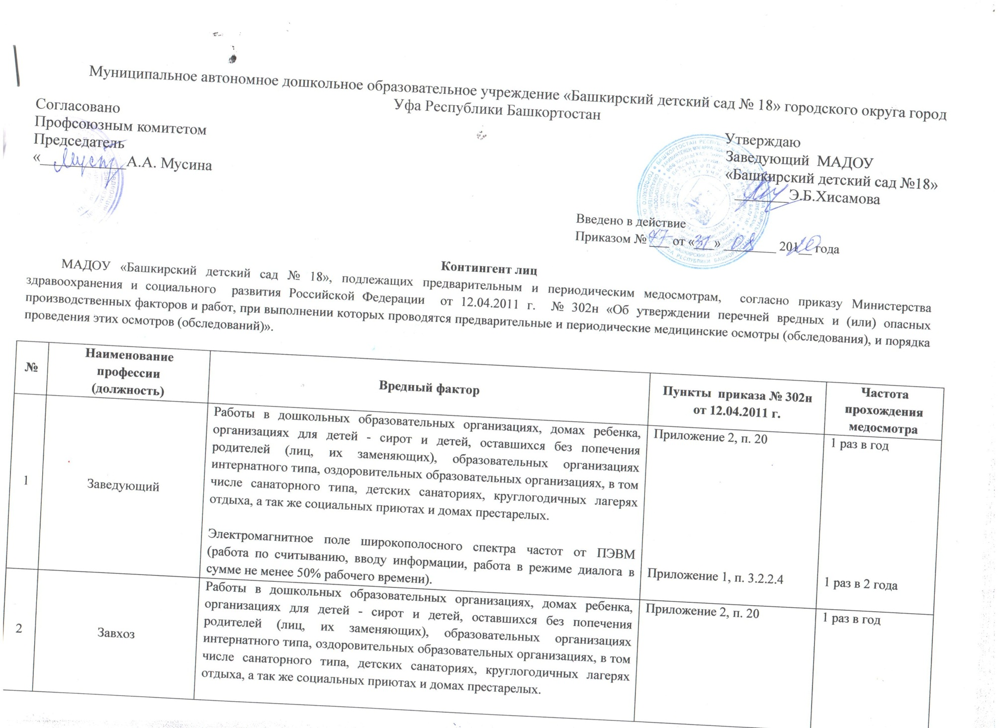 Муниципальное автономное дошкольное образовательное учреждение «Башкирский детский сад № 18» городского округа город
Уфа Республики Башкортостан
Согласовано
Профсоюзным комитетом
Председатель
«____________А.А. Мусина
Утверждаю
Заведующий МАДОУ
«Башкирский детский сад №18»
________Э.Б.Хисамова
Введено в действие
Приказом № 47 от «31» 08 20120 года
Контингент лиц
МАДОУ «Башкирский детский сад № 18», подлежащих предварительным и периодическим медосмотрам, согласно приказу Министерства
здравоохранения и социального развития Российской Федерации от 12.04.2011 г. № 302н «Об утверждении перечней вредных и (или) опасных
производственных факторов и работ, при выполнении которых проводятся предварительные и периодические медицинские осмотры (обследования), и порядка
проведения этих осмотров (обследований)».
№
Наименование
профессии
(должность)
Вредный фактор
Пункты приказа № 302н
от 12.04.2011 г.
Частота
прохождения
медосмотра
1
Заведующий
Работы в дошкольных образовательных организациях, домах ребенка,
организациях для детей - сирот и детей, оставшихся без попечения
родителей (лиц, их заменяющих), образовательных организациях
интернатного типа, оздоровительных образовательных организациях, в том
числе санаторного типа, детских санаториях, круглогодичных лагерях
отдыха, а так же социальных приютах и домах престарелых.
Приложение 2, п. 20
1 раз в год
Электромагнитное поле широкополосного спектра частот от ПЭВМ
(работа по считыванию, вводу информации, работа в режиме диалога в
сумме не менее 50% рабочего времени).
Приложение 1, п. 3.2.2.4
1 раз в 2 года
2
Завхоз
Работы в дошкольных образовательных организациях, домах ребенка,
организациях для детей - сирот и детей, оставшихся без попечения
родителей (лиц, их заменяющих), образовательных организациях
интернатного типа, оздоровительных образовательных организациях, в том
числе санаторного типа, детских санаториях, круглогодичных лагерях
отдыха, а так же социальных приютах и домах престарелых.
Приложение 2, п. 20
1 раз в год